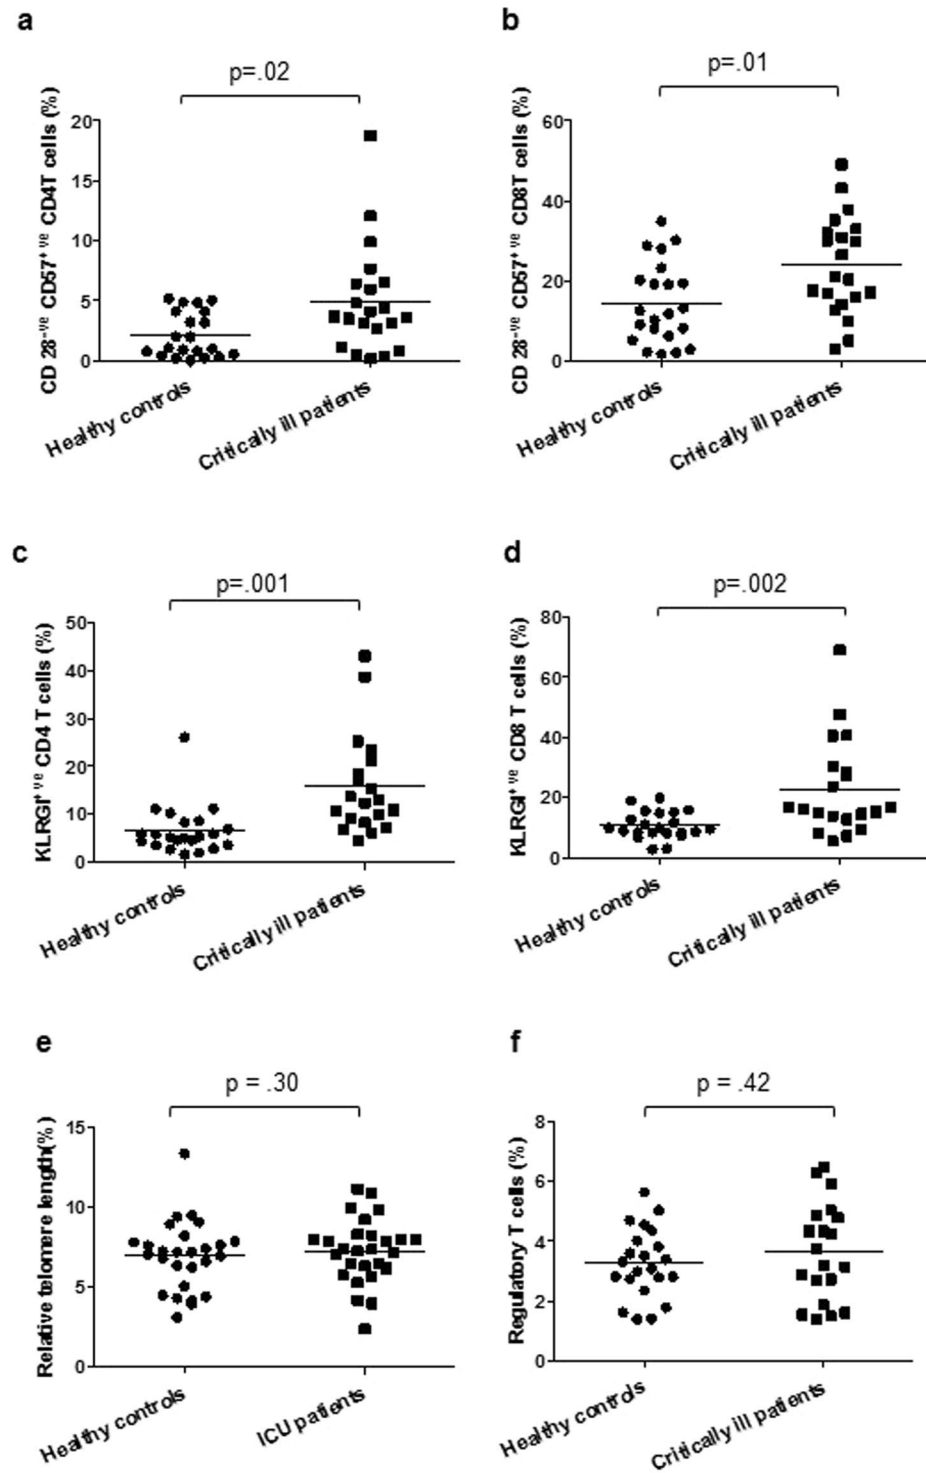 a
p=.02
CD 28-ve CD57+ve CD4T cells (%)
20
15
10
5
0
Healthy controls
Critically ill patients
b
p=.01
CD 28-ve CD57+ve CD8T cells (%)
60
40
20
0
Healthy controls
Critically ill patients
c
p=.001
KLRGI+ve CD4 T cells (%)
50
40
30
20
10
0
Healthy controls
Critically ill patients
d
p=.002
KLRGI+ve CD8 T cells (%)
80
60
40
20
0
Healthy controls
Critically ill patients
e
p = .30
Relative telomere length(%)
15
10
5
0
Healthy controls
ICU patients
f
p = .42
Regulatory T cells (%)
8
6
4
2
0
Healthy controls
Critically ill patients